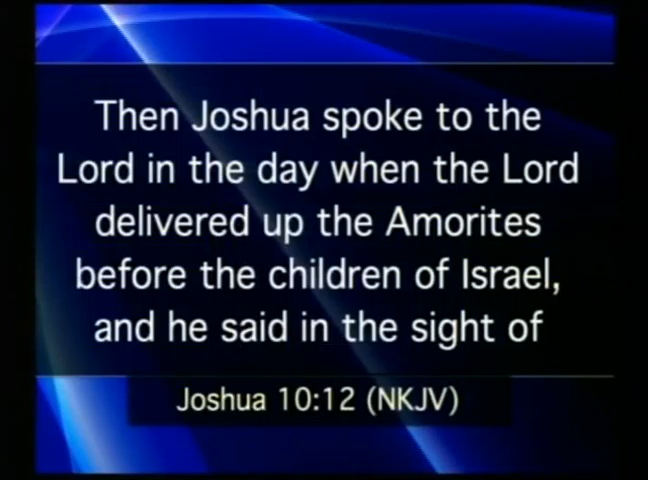 Then Joshua spoke to the
Lord in the day when the Lord
delivered up the Amorites
before the children of Israel,
and he said in the sight of
Joshua 10:12 (NKJV)